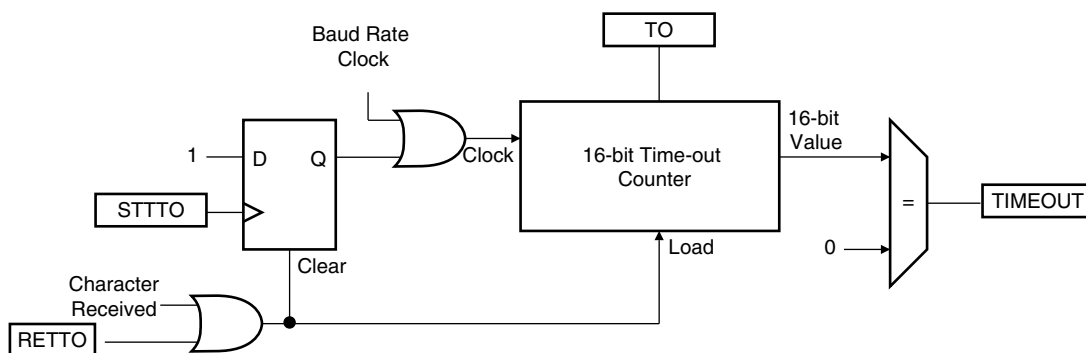 TO
Baud Rate
Clock
16-bit
Value
1
D
Q
Clock
16-bit Time-out
Counter
STTTO
=
TIMEOUT
Load
0
Clear
Character
Received
RETTO